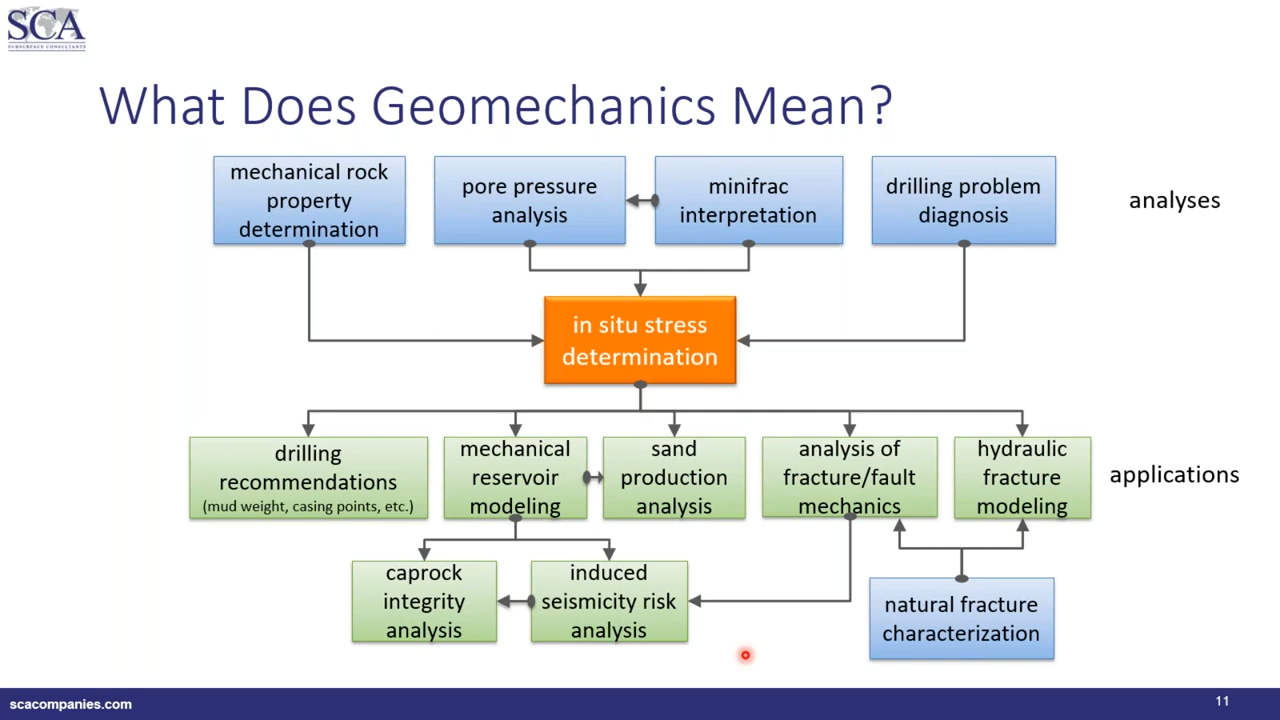 SCA
SUBSURFACE CONSULTANTS
What Does Geomechanics Mean?
mechanical rock
property
determination
pore pressure
analysis
minifrac
interpretation
drilling problem
diagnosis
analyses
in situ stress
determination
drilling
recommendations
(mud weight, casing points, etc.)
mechanical
reservoir
modeling
sand
production
analysis
analysis of
fracture/fault
mechanics
hydraulic
fracture
modeling
applications
caprock
integrity
analysis
induced
seismicity risk
analysis
natural fracture
characterization
scacompanies.com
11